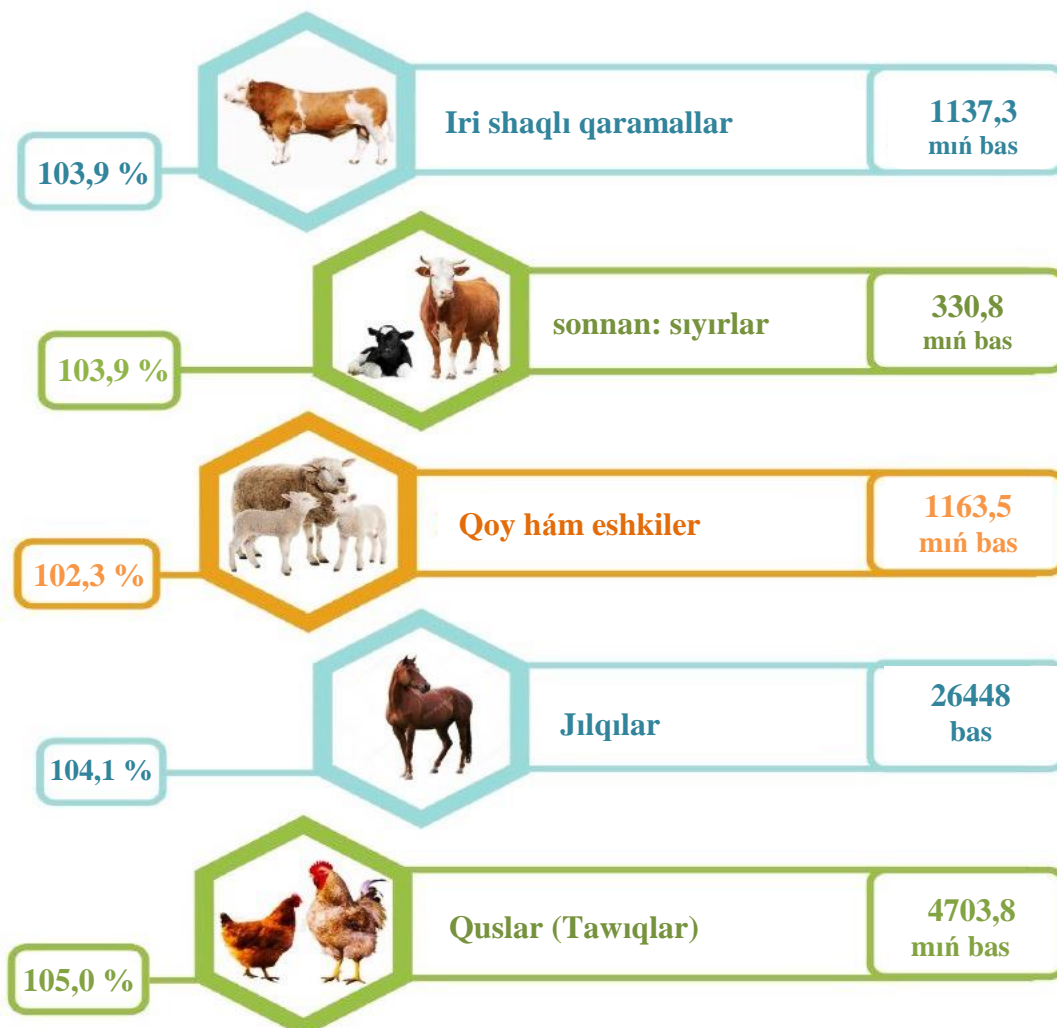 Iri shaqlı qaramallar
1137,3
mıń bas
103,9 %
sonnan: sıyırlar
330,8
mıń bas
103,9 %
Qoy hám eshkiler
1163,5
mıń bas
102,3 %
Jılqılar
26448
bas
104,1 %
Quslar (Tawıqlar)
4703,8
mıń bas
105,0 %